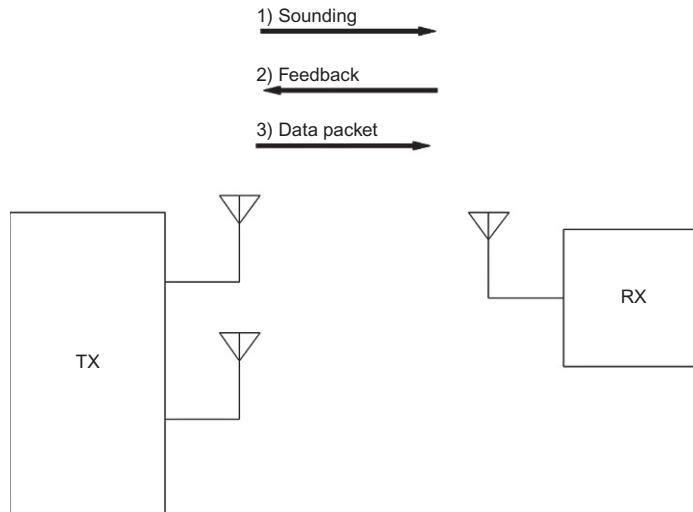 1) Sounding
2) Feedback
3) Data packet
TX
RX